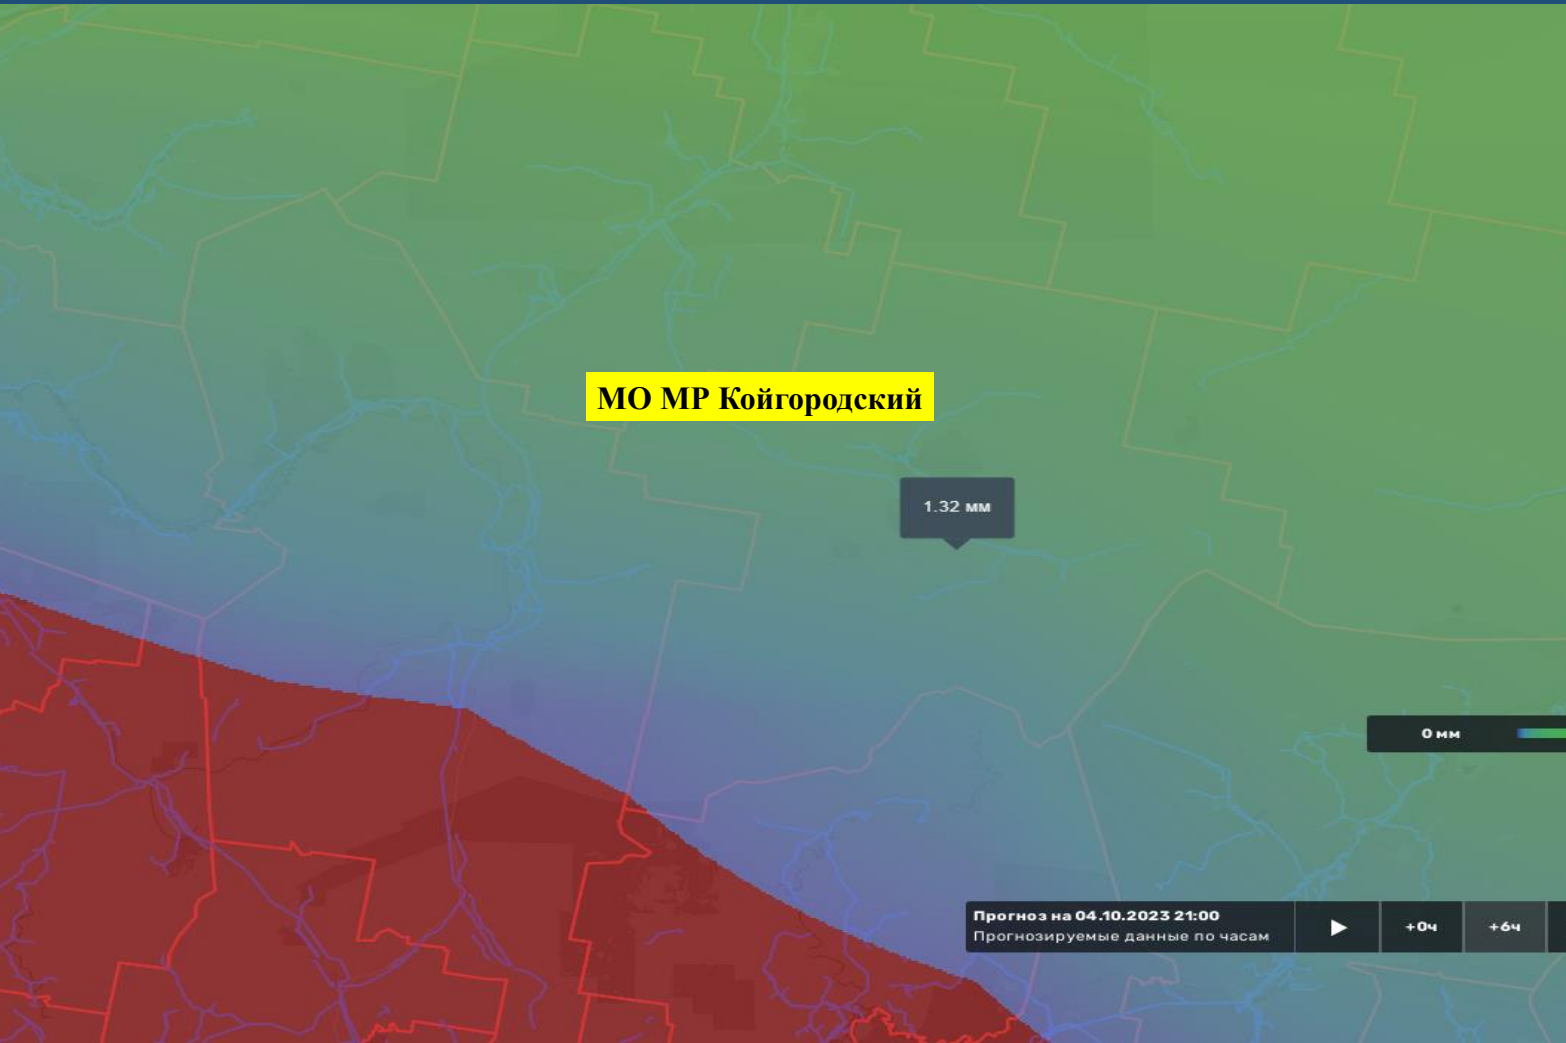 МО МР Койгородский
1.32 мм
0 мм
Прогноз на 04.10.2023 21:00
Прогнозируемые данные по часам
+0ч
+6ч